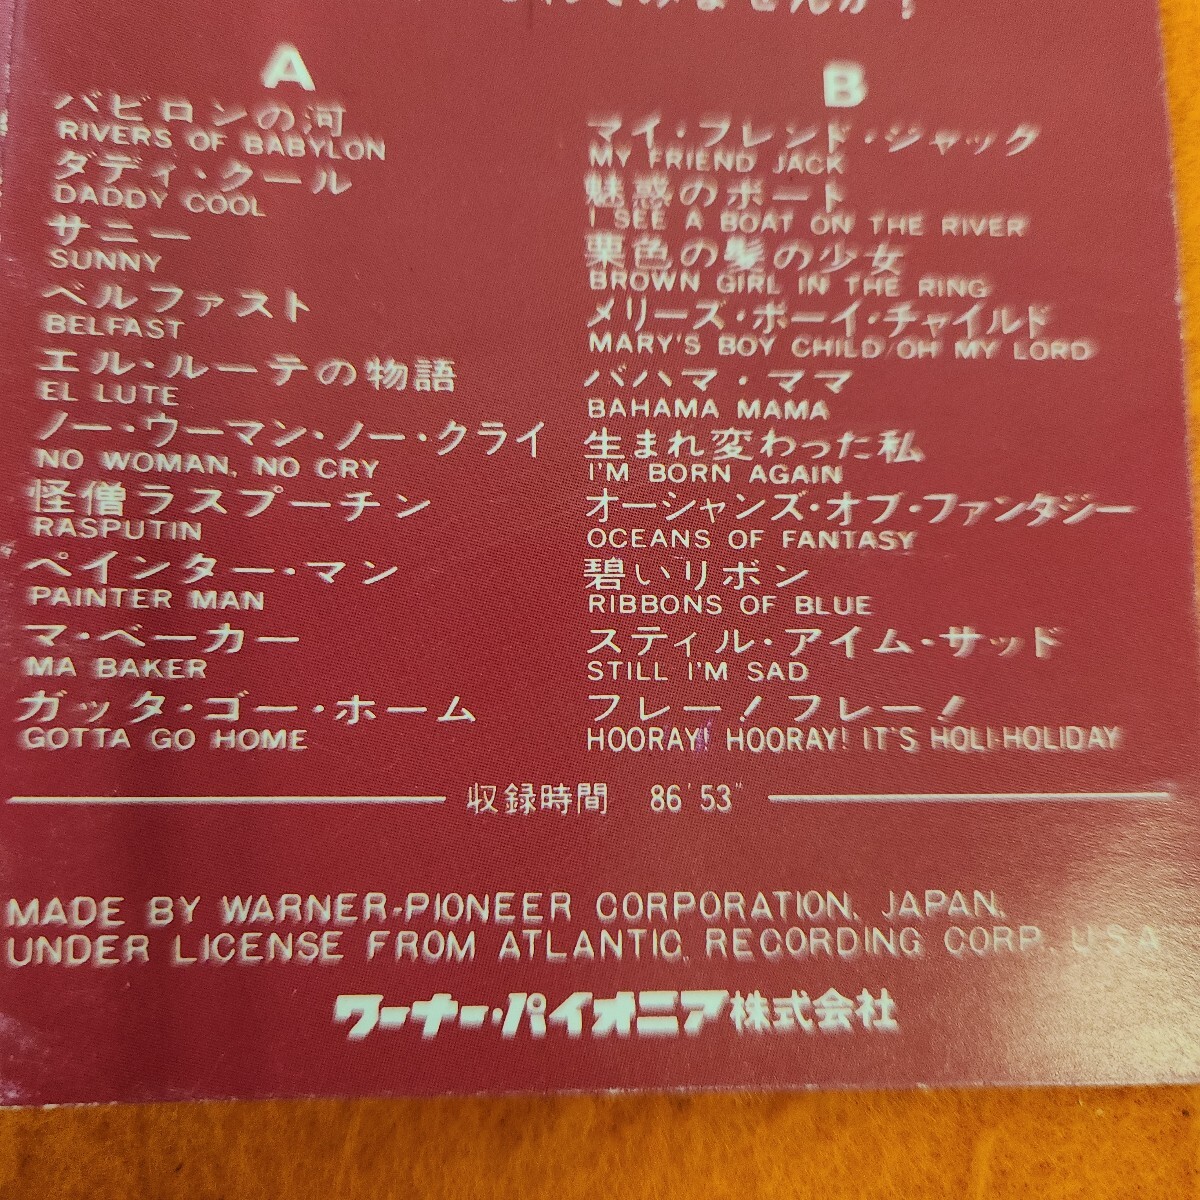 みませんか!
A
バビロンの河
RIVERS OF BABYLON
ダディ・クール
DADDY COOL
サニー
SUNNY
ベルファスト
BELFAST
エル・ルーテの物語
EL LUTE
ノー・ウーマン・ノー・クライ
NO WOMAN, NO CRY
怪僧ラスプーチン
RASPUTIN
ペインター・マン
PAINTER MAN
マ・ベーカー
MA BAKER
ガッタ・ゴー・ホーム
GOTTA GO HOME
B
マイ・フレンド・ジャック
MY FRIEND JACK
魅惑のボート
I SEE A BOAT ON THE RIVER
栗色の髪の少女
BROWN GIRL IN THE RING
メリーズ・ボーイ・チャイルド
MARY'S BOY CHILD/OH MY LORD
バハマ・ママ
BAHAMA MAMA
生まれ変わった私
I'M BORN AGAIN
オーシャンズ・オブ・ファンタジー
OCEANS OF FANTASY
碧いリボン
RIBBONS OF BLUE
スティル・アイム・サッド
STILL I'M SAD
フレー!フレー!
HOORAY! HOORAY! IT'S HOLI-HOLIDAY
収録時間 86'53"
MADE BY WARNER-PIONEER CORPORATION, JAPAN.
UNDER LICENSE FROM ATLANTIC RECORDING CORP. U.S.A
ワーナー・パイオニア株式会社